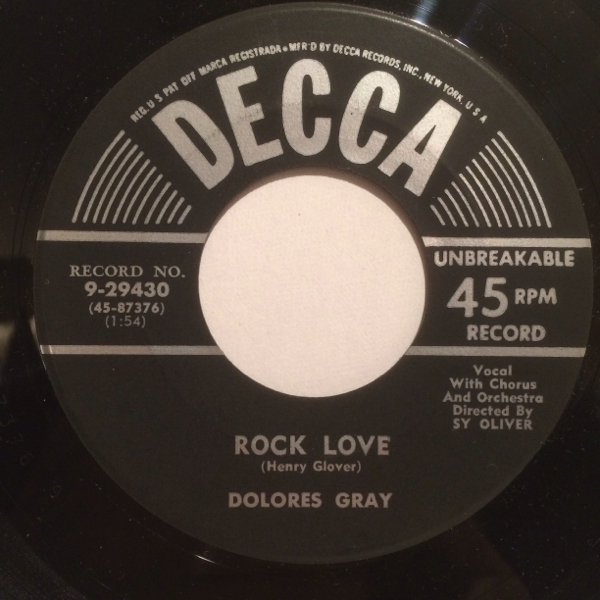 REG. U S PAT OFF MARCA REGISTRADA • MFR'D BY DECCA RECORDS, INC., NEW YORK, U S A
DECCA
RECORD NO.
9-29430
(45-87376)
(1:54)
UNBREAKABLE
45 RPM
RECORD
Vocal
With Chorus
And Orchestra
Directed By
SY OLIVER
ROCK LOVE
(Henry Glover)
DOLORES GRAY